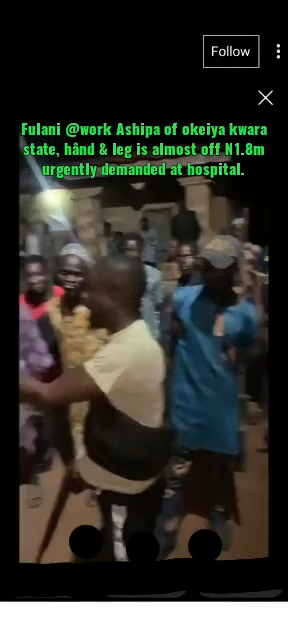 Follow
Fulani @work Ashipa of okeiya kwara
state, hånd & leg is almost off N1.8m
urgently demanded at hospital.